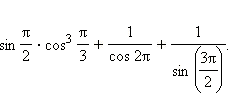 sin π/2 · cos³ π/3 + 1/cos 2π + 1/sin(3π/2).